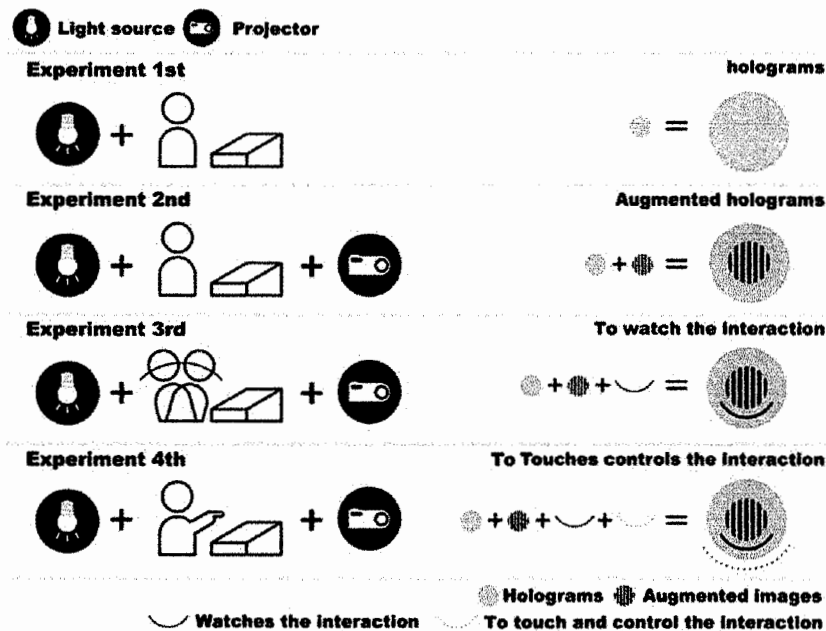 Light source Projector
Experiment 1st holograms
+ =
Experiment 2nd Augmented holograms
+ + + =
Experiment 3rd To watch the interaction
+ + + + =
Experiment 4th To Touches controls the interaction
+ + + + + =
Holograms Augmented images
Watches the interaction To touch and control the interaction